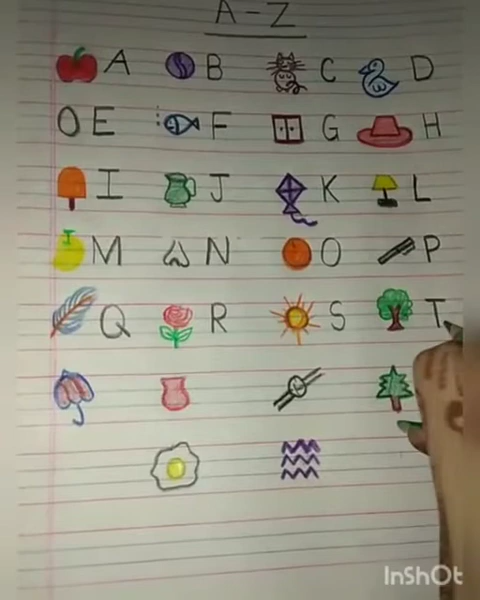 A-Z
A B C D
E F G H
I J K L
M N O P
Q R S T
InShOt